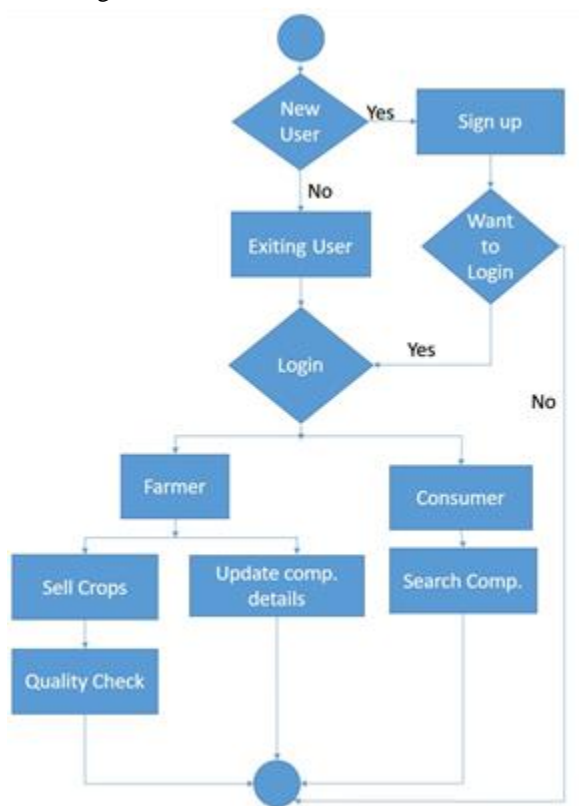 New
User
Yes
Sign up
No
Exiting User
Want
to
Login
Login
Yes
No
Farmer
Consumer
Sell Crops
Update comp.
details
Search Comp.
Quality Check